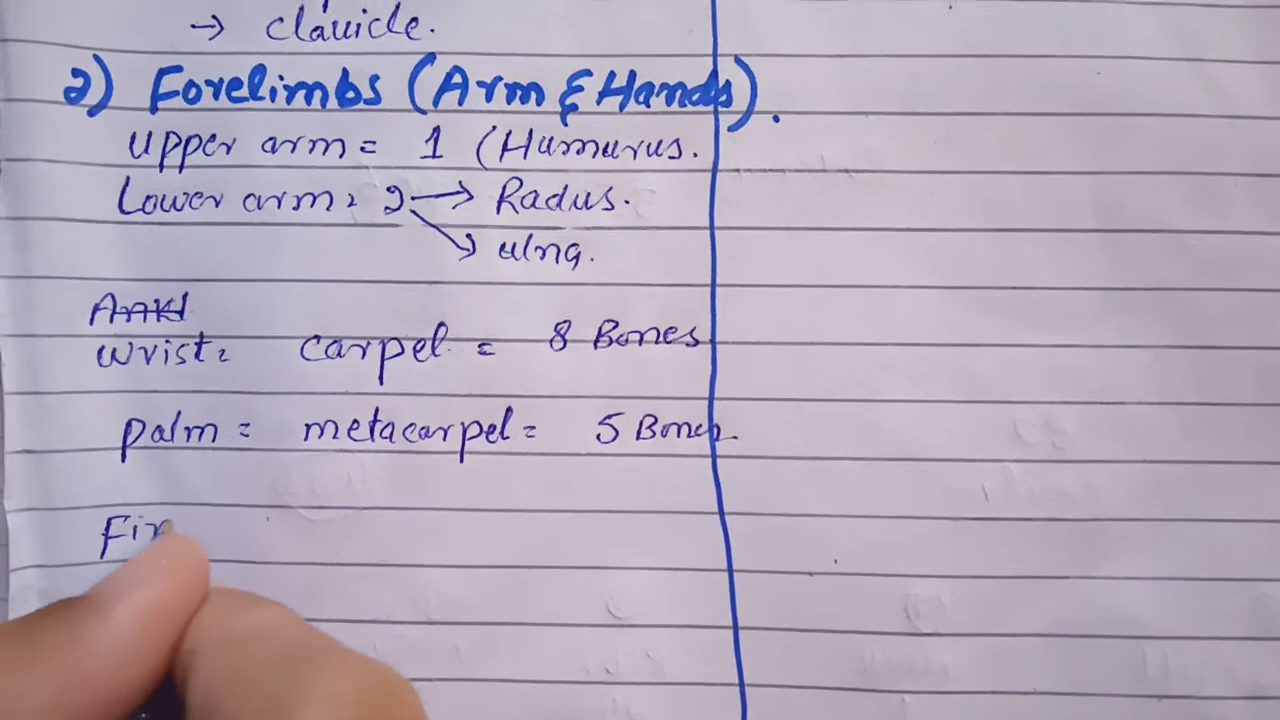 → clavicle.
2) Forelimbs (Arm & Hands).
Upper arm = 1 (Humurus.
Lower arm = 2 → Radus.
→ ulna.
wrist = carpel = 8 Bones
palm = metacarpel = 5 Bones.